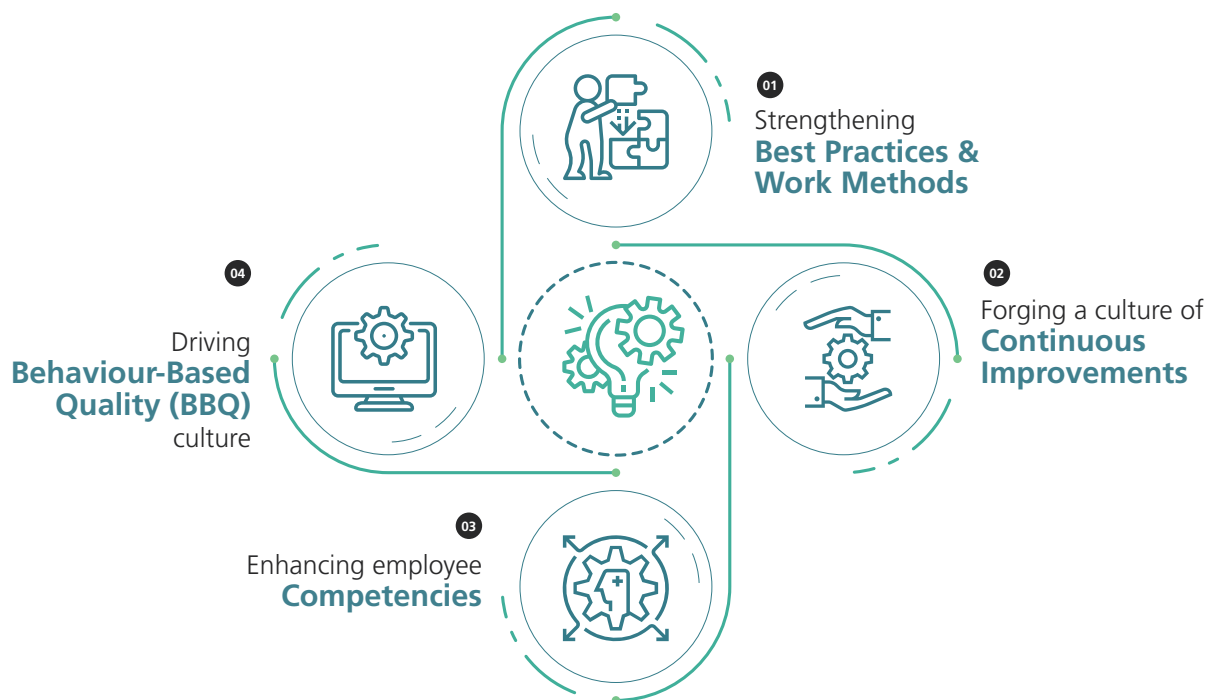 01
Strengthening
Best Practices &
Work Methods
02
Forging a culture of
Continuous
Improvements
03
Enhancing employee
Competencies
04
Driving
Behaviour-Based
Quality (BBQ)
culture